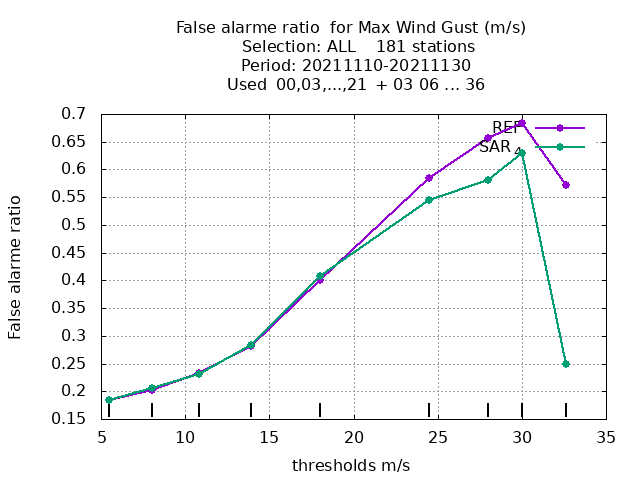 False alarme ratio for Max Wind Gust (m/s)
Selection: ALL 181 stations
Period: 20211110-20211130
Used 00,03,...,21 + 03 06 ... 36
0.7
0.65
0.6
0.55
0.5
0.45
0.4
0.35
0.3
0.25
0.2
0.15
False alarme ratio
REF
SAR
5
10
15
20
25
30
35
thresholds m/s